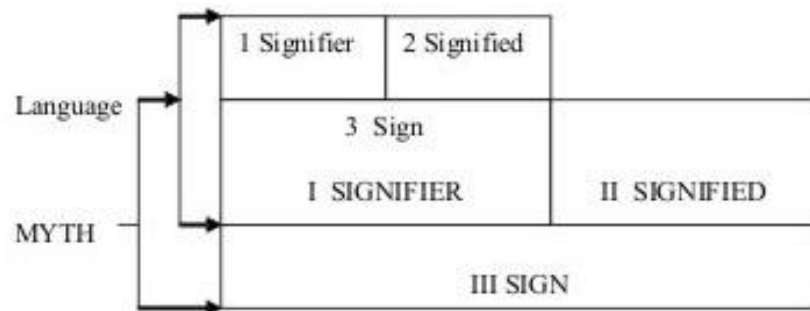 1 Signifier 2 Signified
Language
3 Sign
I SIGNIFIER II SIGNIFIED
MYTH
III SIGN